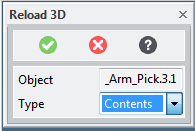 Reload 3D
Object _Arm_Pick.3.1
Type Contents